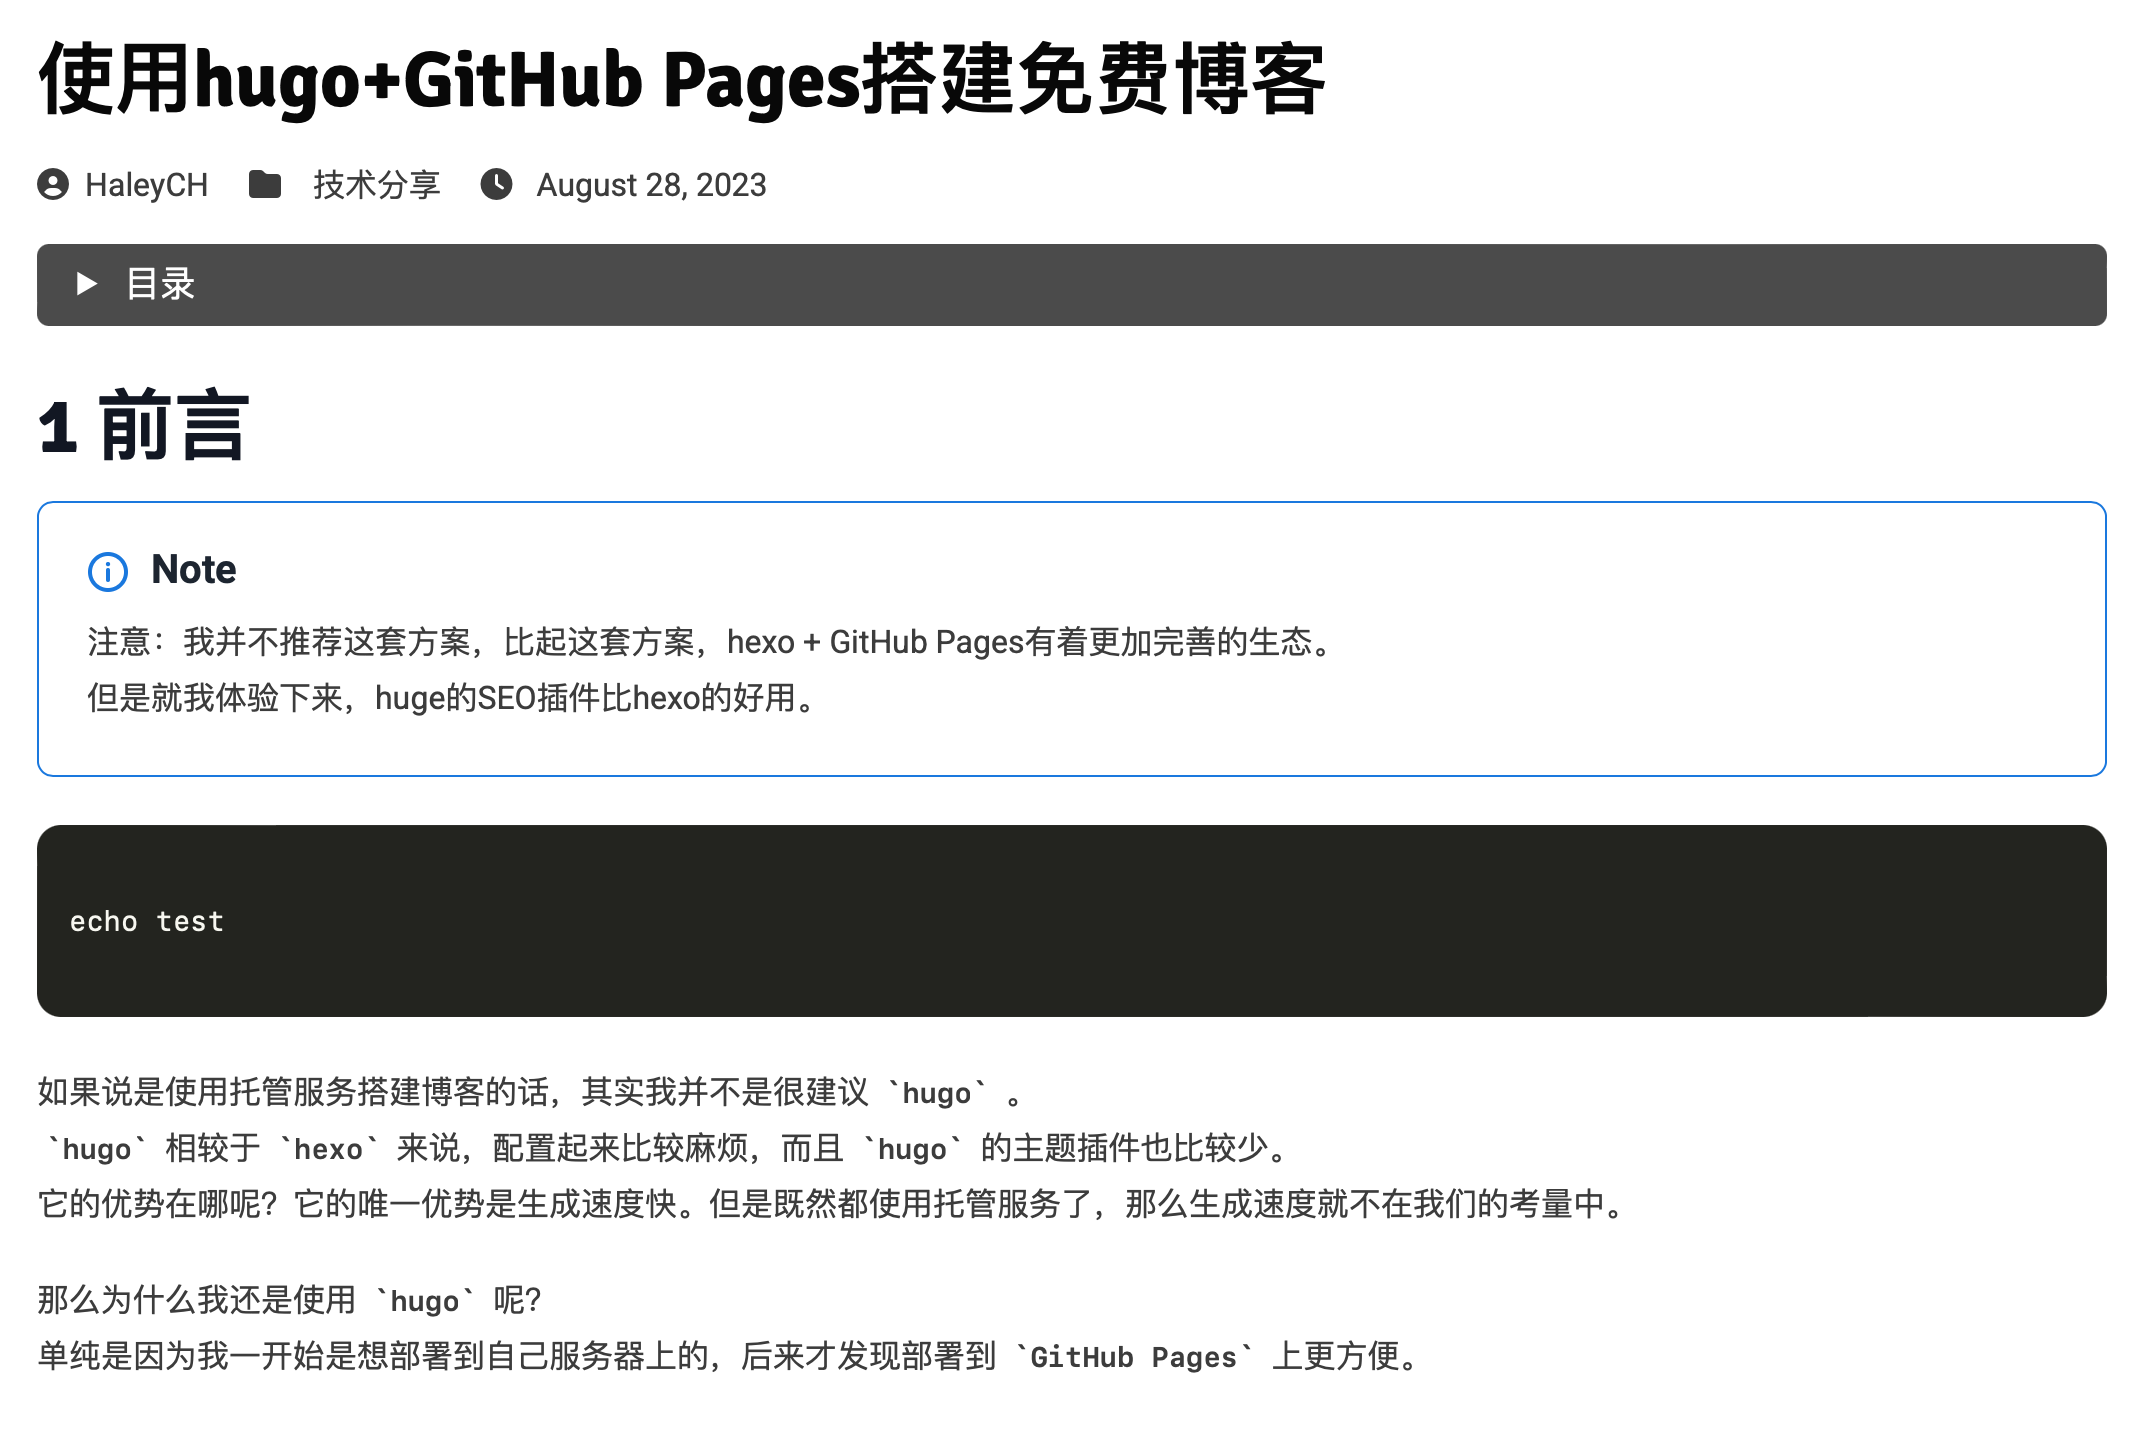 使用hugo+GitHub Pages搭建免费博客
HaleyCH 技术分享 August 28, 2023
目录
1 前言
Note
注意：我并不推荐这套方案，比起这套方案，hexo + GitHub Pages有着更加完善的生态。
但是就我体验下来，huge的SEO插件比hexo的好用。
echo test
如果说是使用托管服务搭建博客的话，其实我并不是很建议 `hugo` 。
`hugo` 相较于 `hexo` 来说，配置起来比较麻烦，而且 `hugo` 的主题插件也比较少。
它的优势在哪呢？它的唯一优势是生成速度快。但是既然都使用托管服务了，那么生成速度就不在我们的考量中。
那么为什么我还是使用 `hugo` 呢？
单纯是因为我一开始是想部署到自己服务器上的，后来才发现部署到 `GitHub Pages` 上更方便。